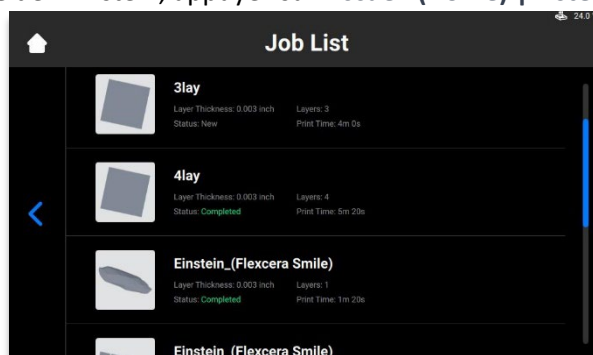 24.0
Job List
3lay
Layer Thickness: 0.003 inch Layers: 3
Status: New Print Time: 4m 0s
4lay
Layer Thickness: 0.003 inch Layers: 4
Status: Completed Print Time: 5m 20s
Einstein_(Flexcera Smile)
Layer Thickness: 0.003 inch Layers: 1
Status: Completed Print Time: 1m 20s
Einstein_(Flexcera Smile)